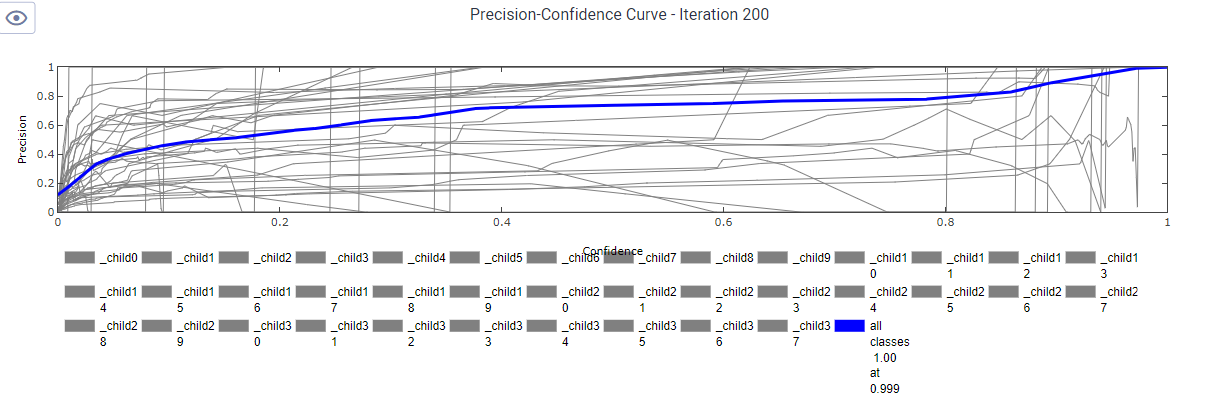 Precision-Confidence Curve - Iteration 200
1
0.8
0.6
0.4
0.2
0
Precision
0 0.2 0.4 0.6 0.8 1
Confidence
_child0 _child1 _child2 _child3 _child4 _child5 _child6 _child7 _child8 _child9 _child1 _child1 _child1 _child1
0 1 2 3
_child1 _child1 _child1 _child1 _child1 _child1 _child2 _child2 _child2 _child2 _child2 _child2 _child2 _child2
4 5 6 7 8 9 0 1 2 3 4 5 6 7
_child2 _child2 _child3 _child3 _child3 _child3 _child3 _child3 _child3 _child3 all
8 9 0 1 2 3 4 5 6 7 classes
1.00
at
0.999